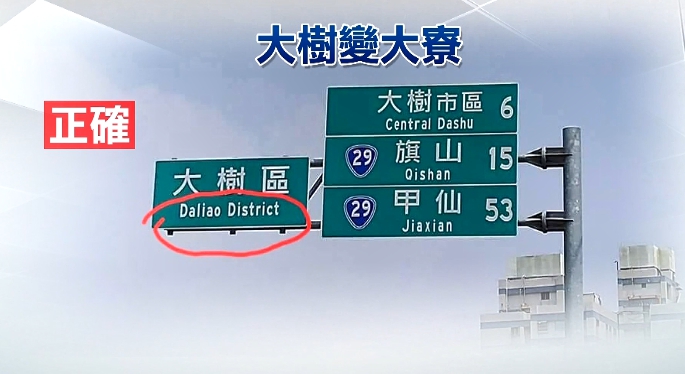 大樹變大寮
正確
大樹區
Daliao District
大樹市區 6
Central Dashu
29 旗山 15
Qishan
29 甲仙 53
Jiaxian